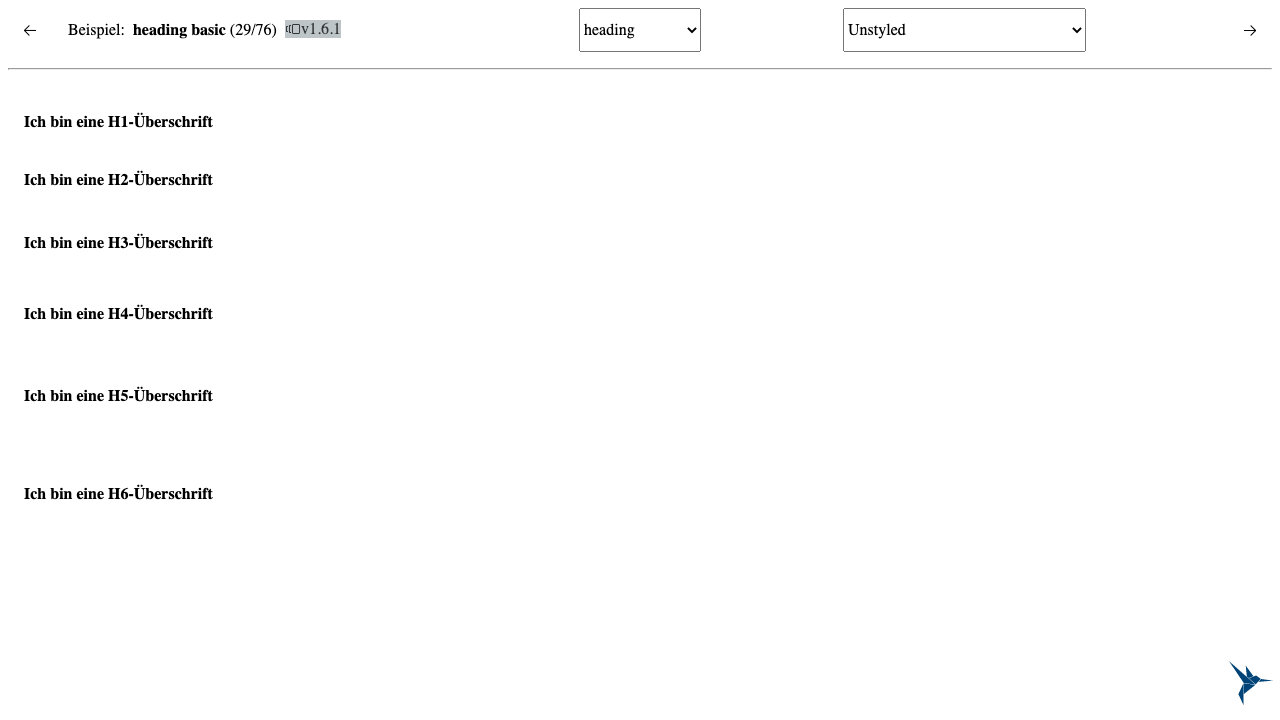 Beispiel: heading basic (29/76) v1.6.1 heading Unstyled
Ich bin eine H1-Überschrift
Ich bin eine H2-Überschrift
Ich bin eine H3-Überschrift
Ich bin eine H4-Überschrift
Ich bin eine H5-Überschrift
Ich bin eine H6-Überschrift